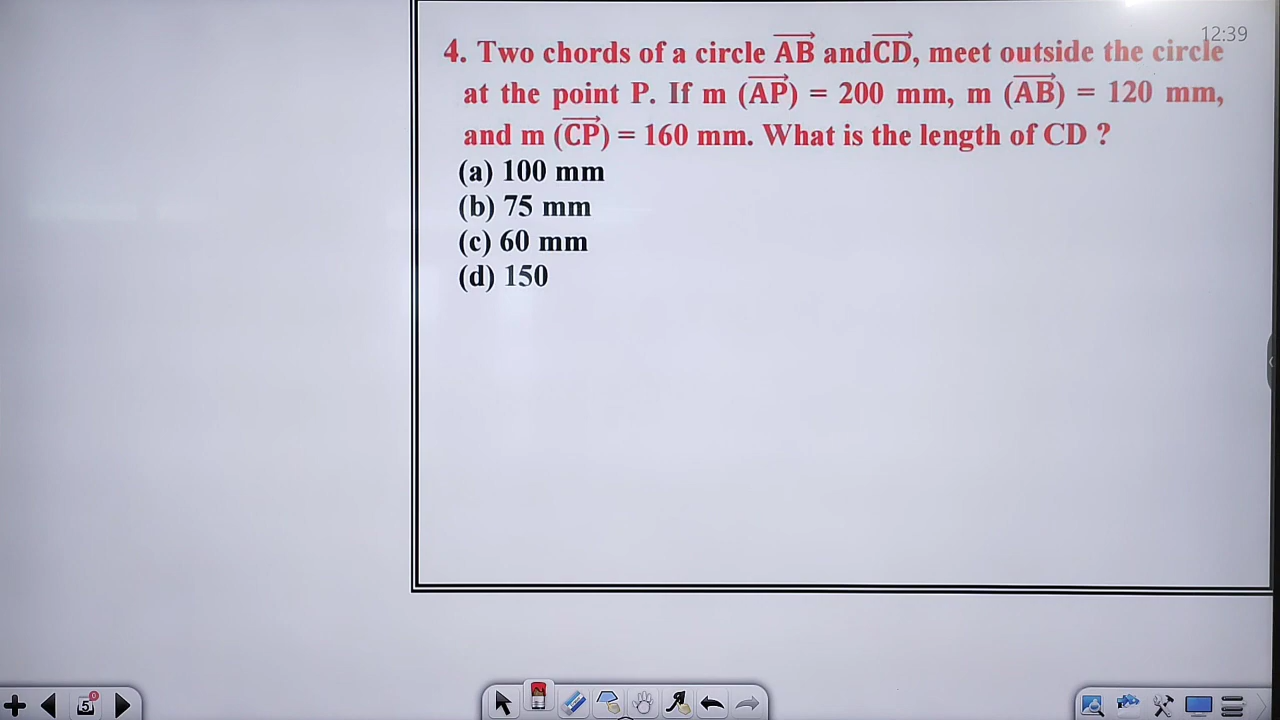 12:39
4. Two chords of a circle AB andCD, meet outside the circle
at the point P. If m (AP) = 200 mm, m (AB) = 120 mm,
and m (CP) = 160 mm. What is the length of CD ?
(a) 100 mm
(b) 75 mm
(c) 60 mm
(d) 150
5
0